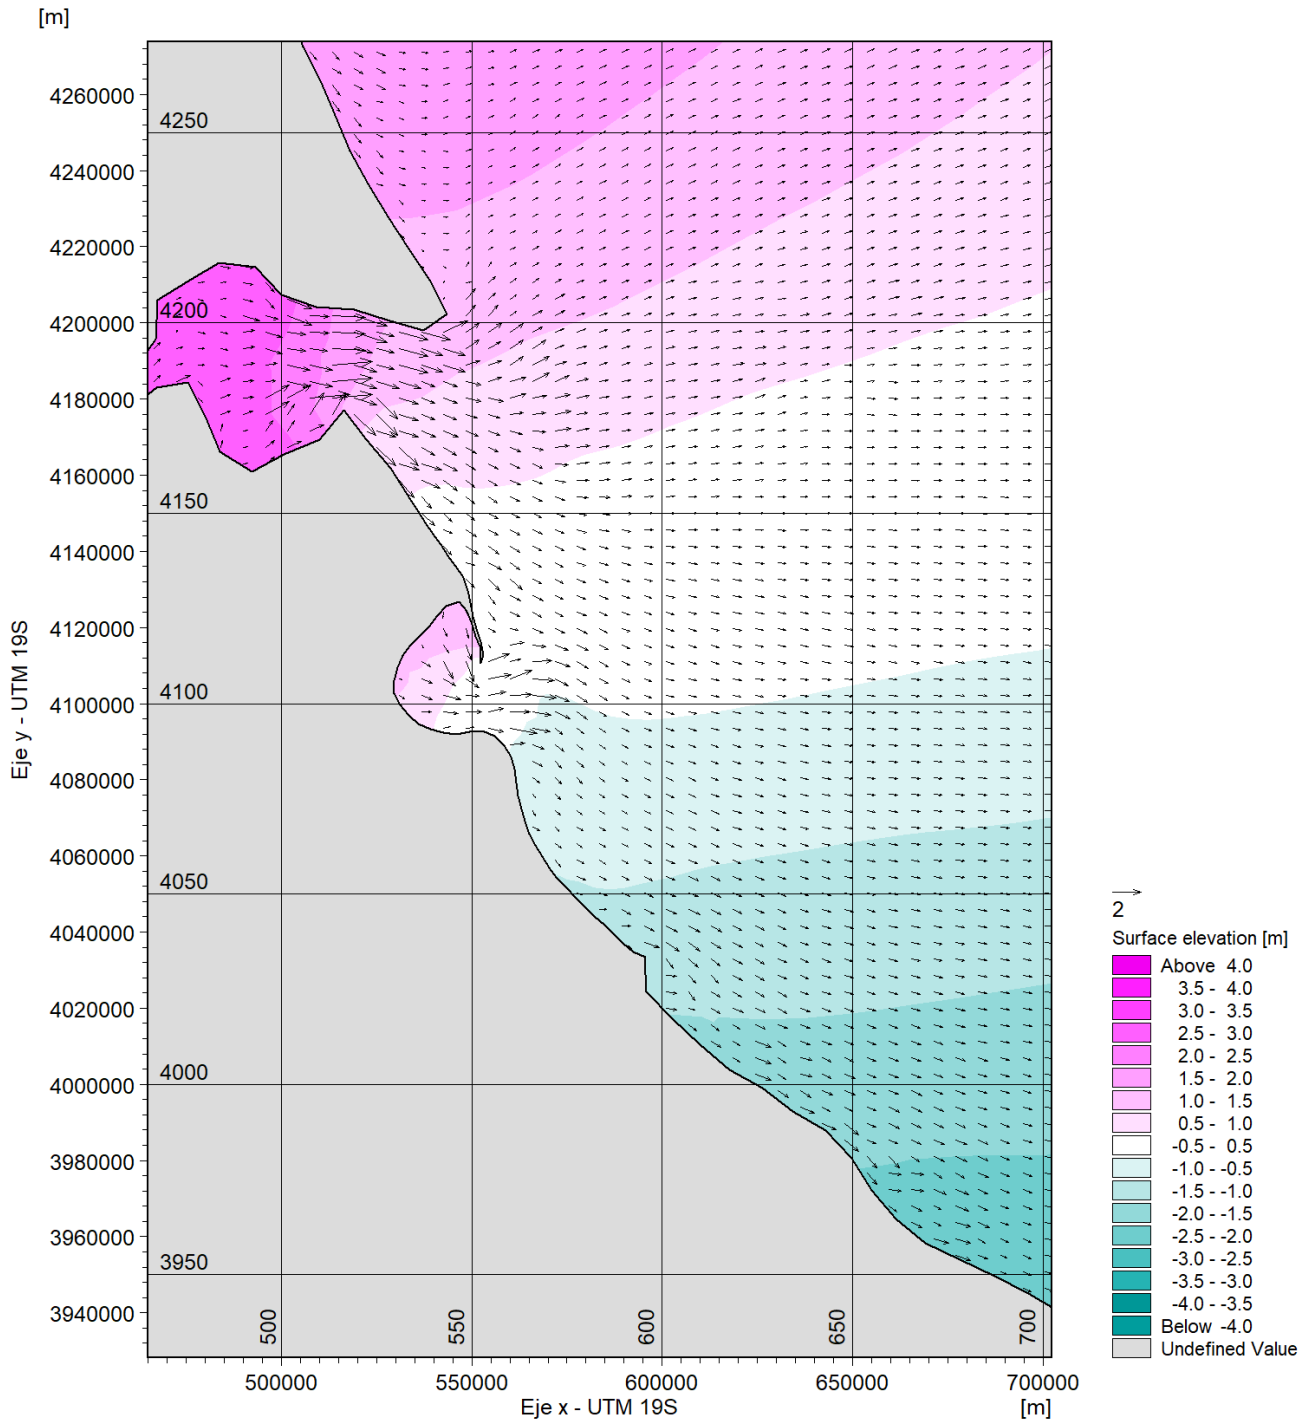 [m]
4260000
4250
4240000
4220000
4200
4200000
4180000
4160000
4150
4140000
4120000
4100
4100000
4080000
4060000
4050
4040000
4020000
4000
4000000
3980000
3960000
3950
3940000
Eje y - UTM 19S
500
550
600
650
700
500000
550000
600000
650000
700000
Eje x - UTM 19S
[m]
2
Surface elevation [m]
Above 4.0
3.5 - 4.0
3.0 - 3.5
2.5 - 3.0
2.0 - 2.5
1.5 - 2.0
1.0 - 1.5
0.5 - 1.0
-0.5 - 0.5
-1.0 - -0.5
-1.5 - -1.0
-2.0 - -1.5
-2.5 - -2.0
-3.0 - -2.5
-3.5 - -3.0
-4.0 - -3.5
Below -4.0
Undefined Value